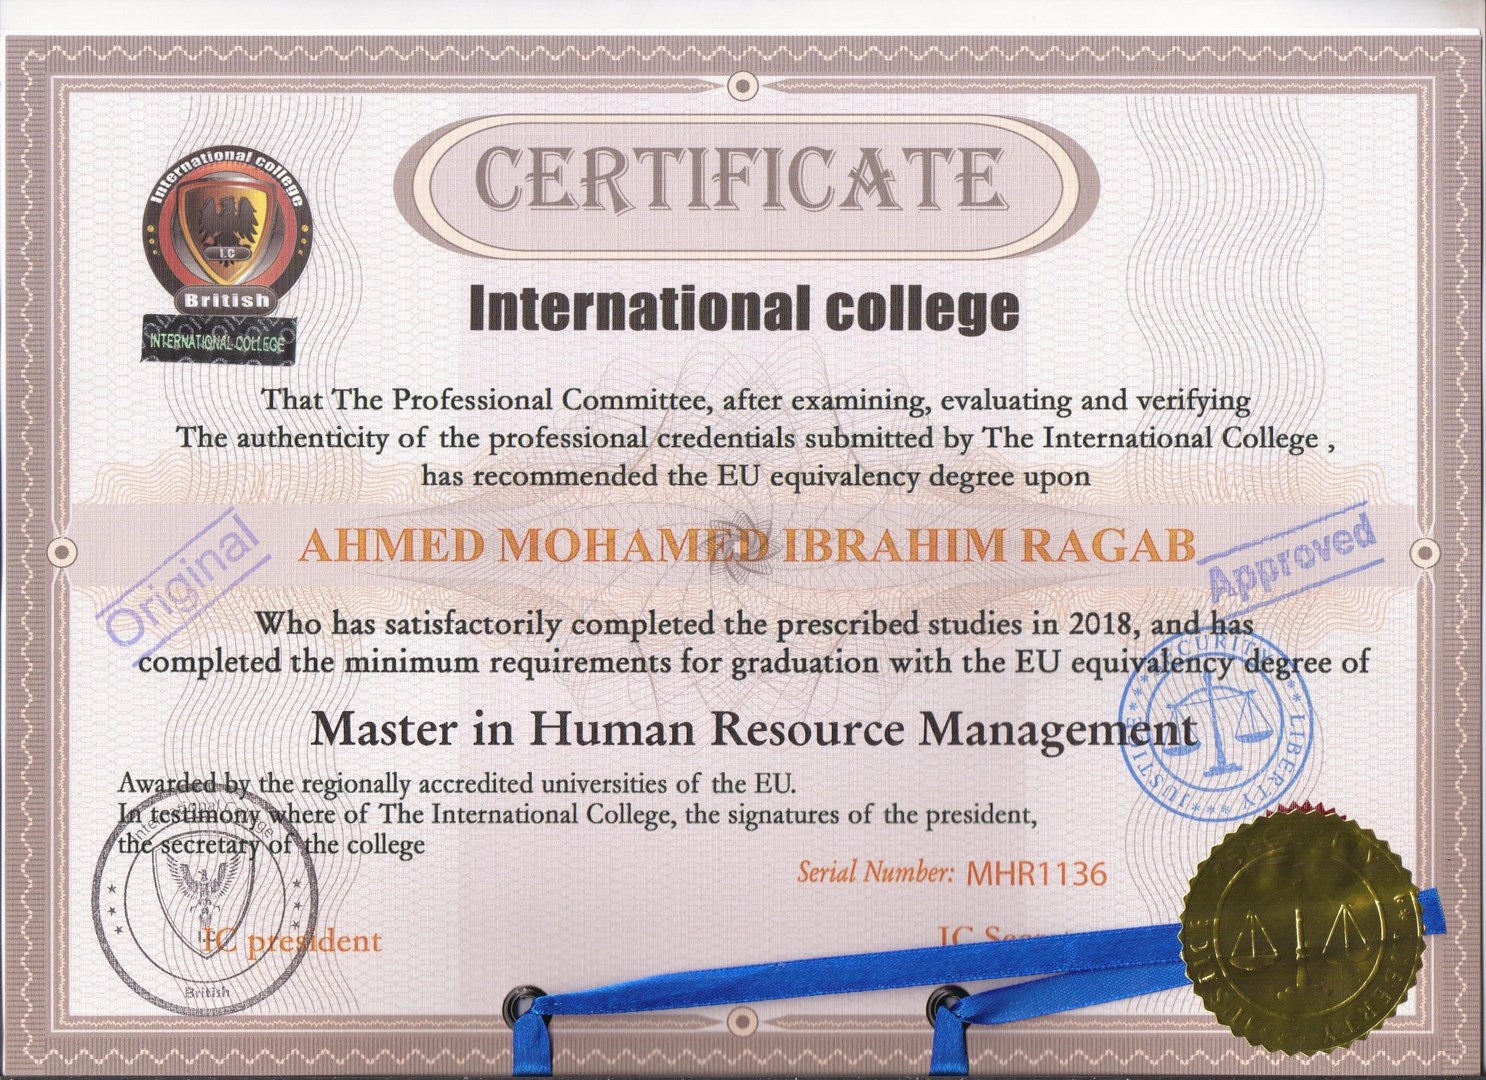 CERTIFICATE
International college
I.C
British
INTERNATIONAL COLLEGE
International college
That The Professional Committee, after examining, evaluating and verifying
The authenticity of the professional credentials submitted by The International College ,
has recommended the EU equivalency degree upon
Original
AHMED MOHAMED IBRAHIM RAGAB
Approved
Who has satisfactorily completed the prescribed studies in 2018, and has
completed the minimum requirements for graduation with the EU equivalency degree of
Master in Human Resource Management
SECURITY LIBERTY JUSTICE
Awarded by the regionally accredited universities of the EU.
In testimony where of The International College, the signatures of the president,
the secretary of the college
International College
I.C
British
Serial Number: MHR1136
IC president
IC
JUSTICE